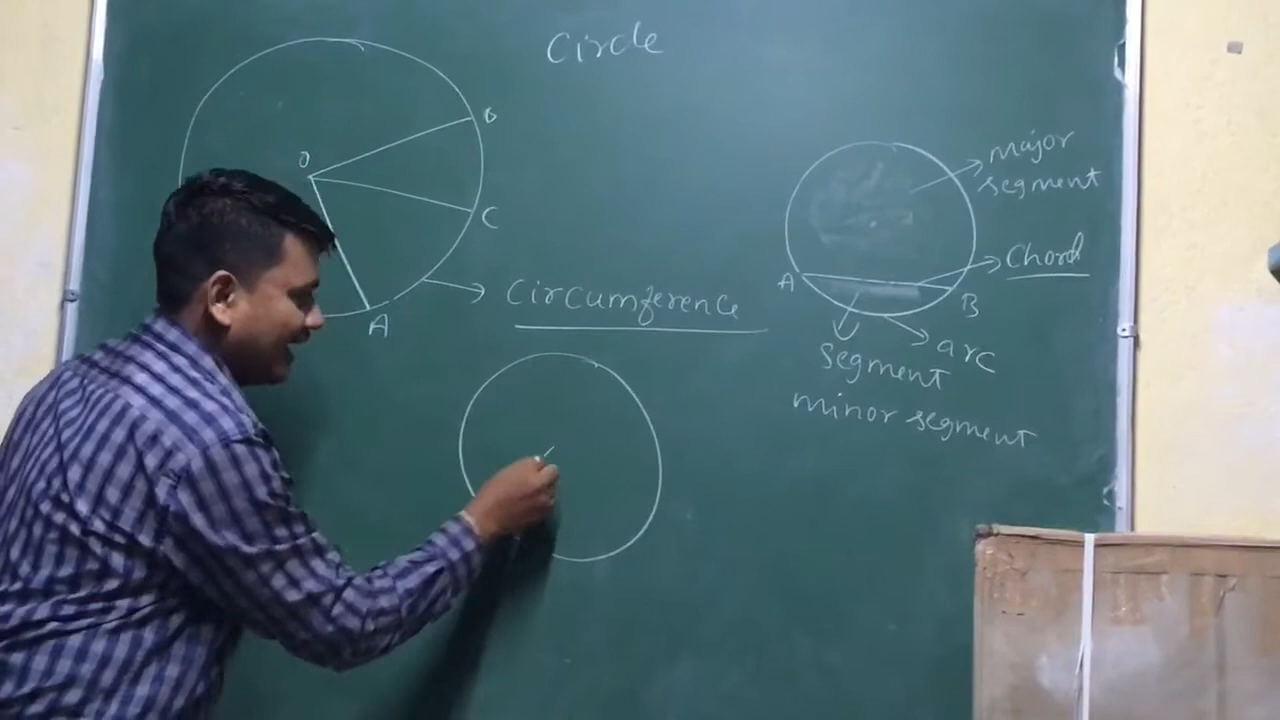 Circle
O
B
C
A
Circumference
major
segment
Chord
A
B
arc
Segment
minor segment